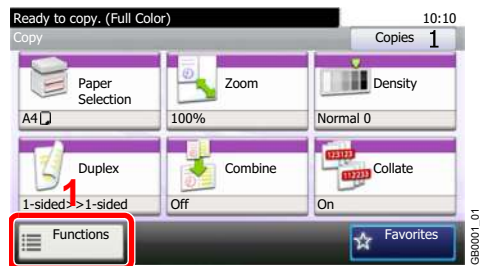 Ready to copy. (Full Color)
10:10
Copy
Copies 1
Paper
Selection
A4
Zoom
100%
Density
Normal 0
Duplex
1-sided>>1-sided
Combine
Off
123123
112233
Collate
On
1
Functions
Favorites
GB0001_01